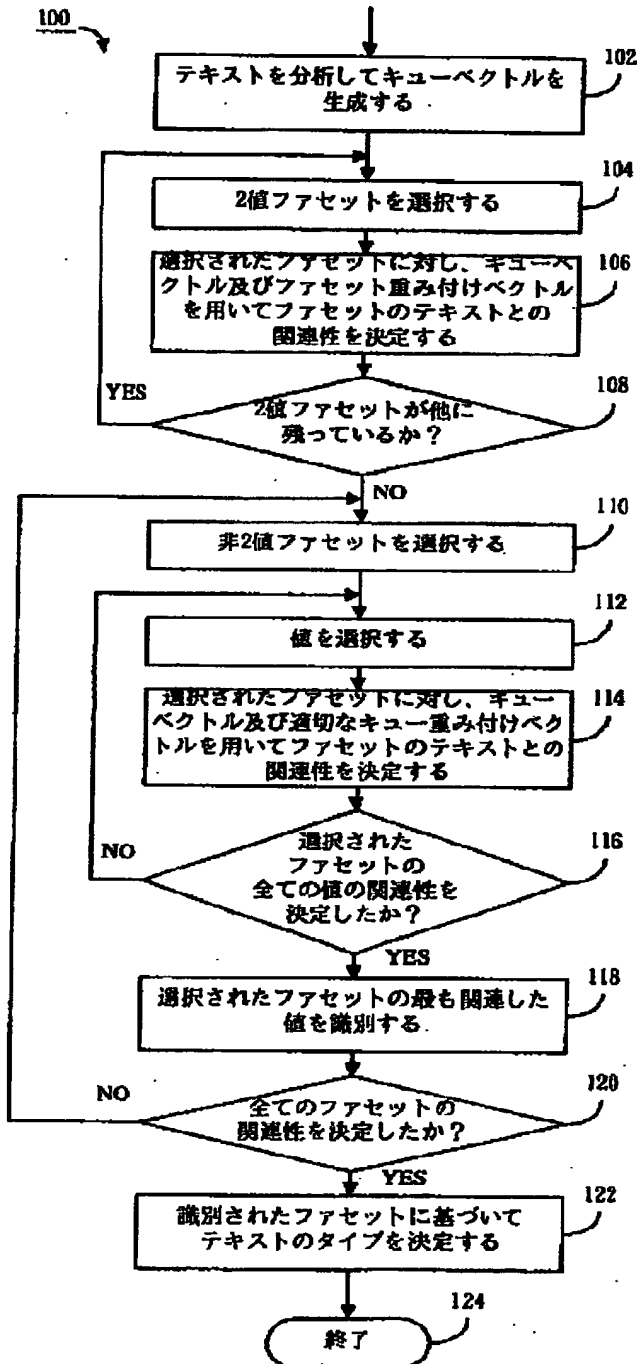 100
テキストを分析してキューベクトルを
生成する
102
2値ファセットを選択する
104
選択されたファセットに対し、キューベ
クトル及びファセット重み付けベクトル
を用いてファセットのテキストとの
関連性を決定する
106
YES
2値ファセットが他に
残っているか?
108
NO
非2値ファセットを選択する
110
値を選択する
112
選択されたファセットに対し、キュー
ベクトル及び適切なキュー重み付けベク
トルを用いてファセットのテキストとの
関連性を決定する
114
NO
選択された
ファセットの
全ての値の関連性を
決定したか?
116
YES
選択されたファセットの最も関連した
値を識別する
118
NO
全てのファセットの
関連性を決定したか?
120
YES
識別されたファセットに基づいて
テキストのタイプを決定する
122
終了
124